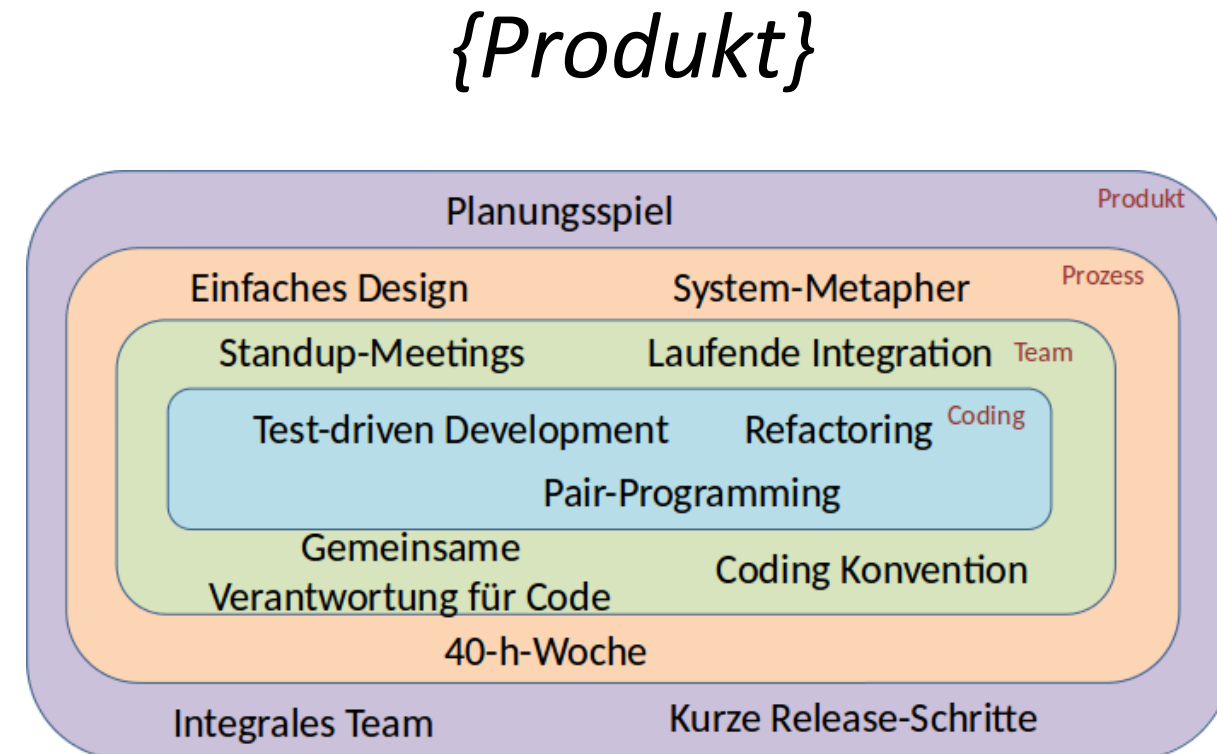 {Produkt}
Planungsspiel
Produkt
Einfaches Design
System-Metapher
Prozess
Standup-Meetings
Laufende Integration
Team
Test-driven Development
Refactoring
Coding
Pair-Programming
Gemeinsame
Verantwortung für Code
Coding Konvention
40-h-Woche
Integrales Team
Kurze Release-Schritte